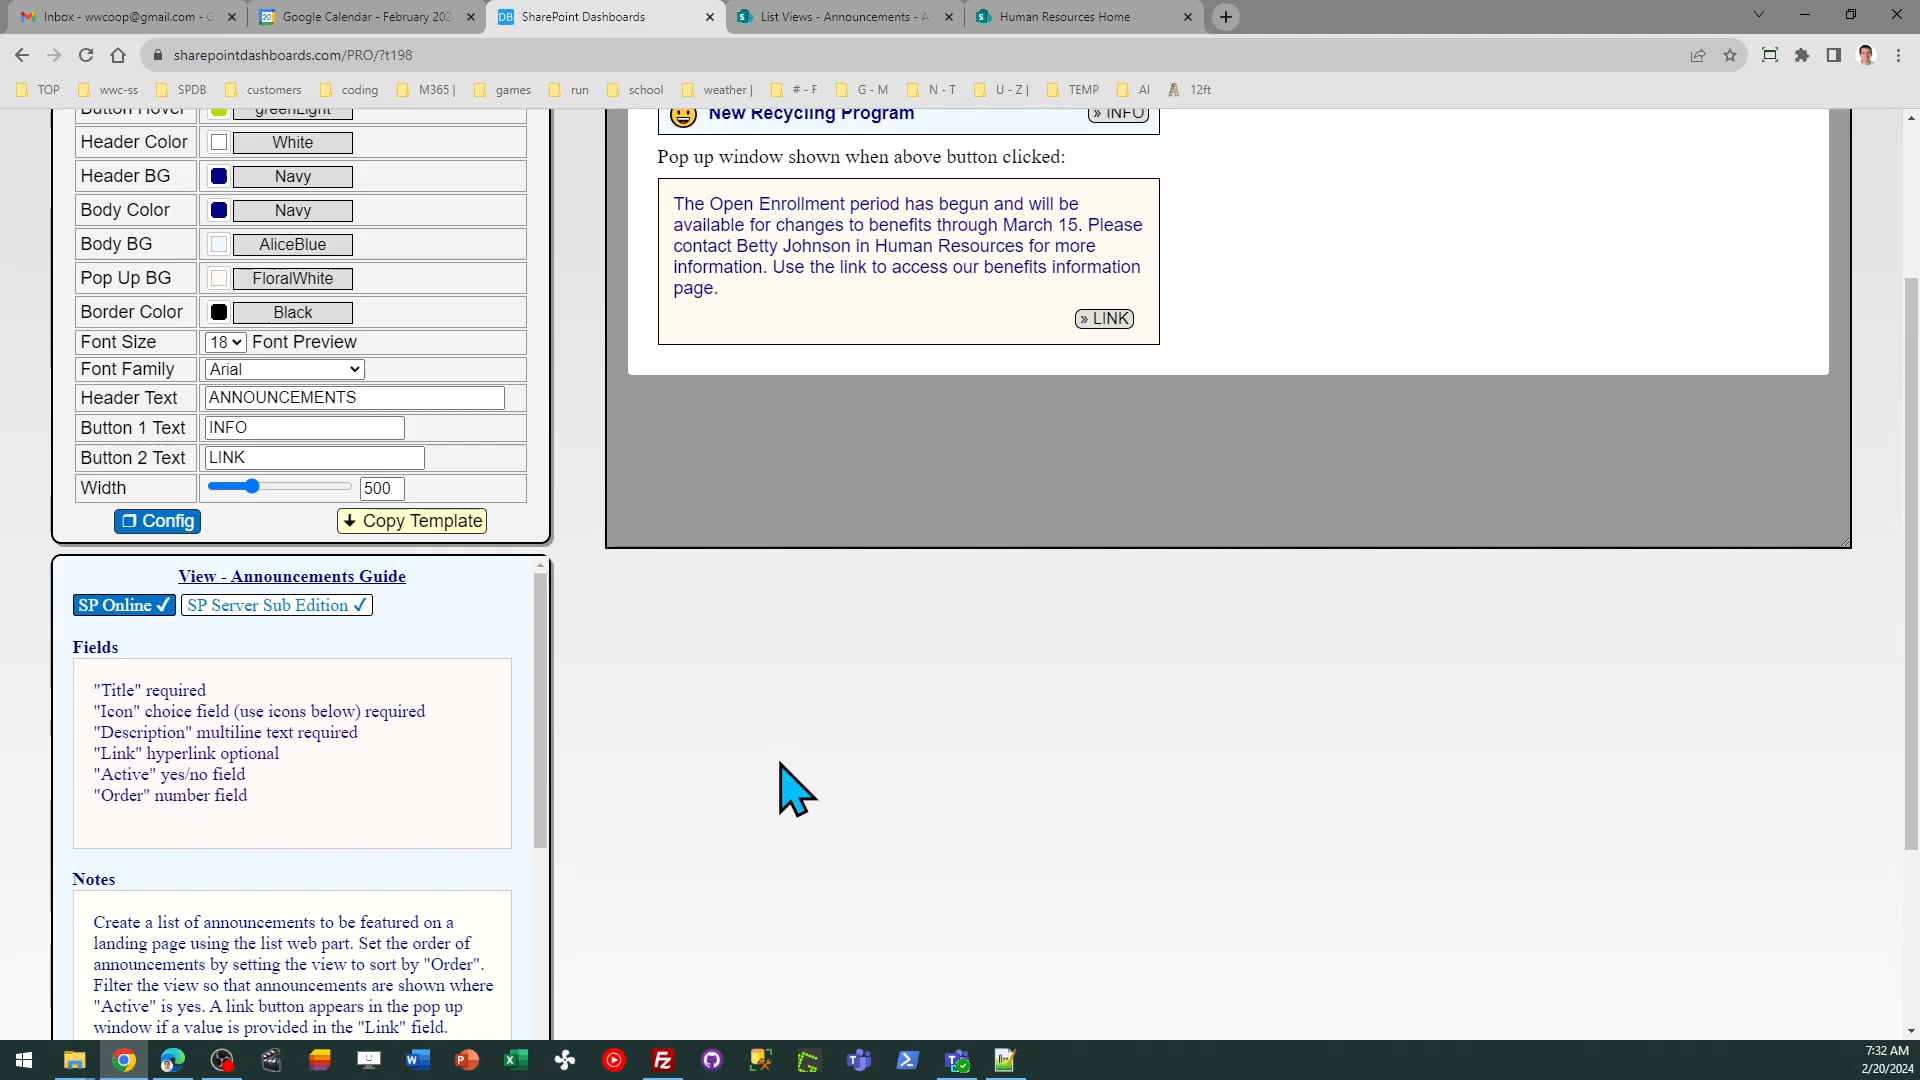 Inbox - wwcoop@gmail.com - G
Google Calendar - February 202
SharePoint Dashboards
List Views - Announcements - A
Human Resources Home
sharepointdashboards.com/PRO/?t198
TOP
wwc-ss
SPDB
customers
coding
M365 |
games
run
school
weather |
# - F
G - M
N - T
U - Z |
TEMP
AI
12ft
Button Hover
greenLight
Header Color
White
Header BG
Navy
Body Color
Navy
Body BG
AliceBlue
Pop Up BG
FloralWhite
Border Color
Black
Font Size
18
Font Preview
Font Family
Arial
Header Text
ANNOUNCEMENTS
Button 1 Text
INFO
Button 2 Text
LINK
Width
500
Config
Copy Template
New Recycling Program
» INFO
Pop up window shown when above button clicked:
The Open Enrollment period has begun and will be
available for changes to benefits through March 15. Please
contact Betty Johnson in Human Resources for more
information. Use the link to access our benefits information
page.
» LINK
View - Announcements Guide
SP Online ✓
SP Server Sub Edition ✓
Fields
"Title" required
"Icon" choice field (use icons below) required
"Description" multiline text required
"Link" hyperlink optional
"Active" yes/no field
"Order" number field
Notes
Create a list of announcements to be featured on a
landing page using the list web part. Set the order of
announcements by setting the view to sort by "Order".
Filter the view so that announcements are shown where
"Active" is yes. A link button appears in the pop up
window if a value is provided in the "Link" field.
7:32 AM
2/20/2024